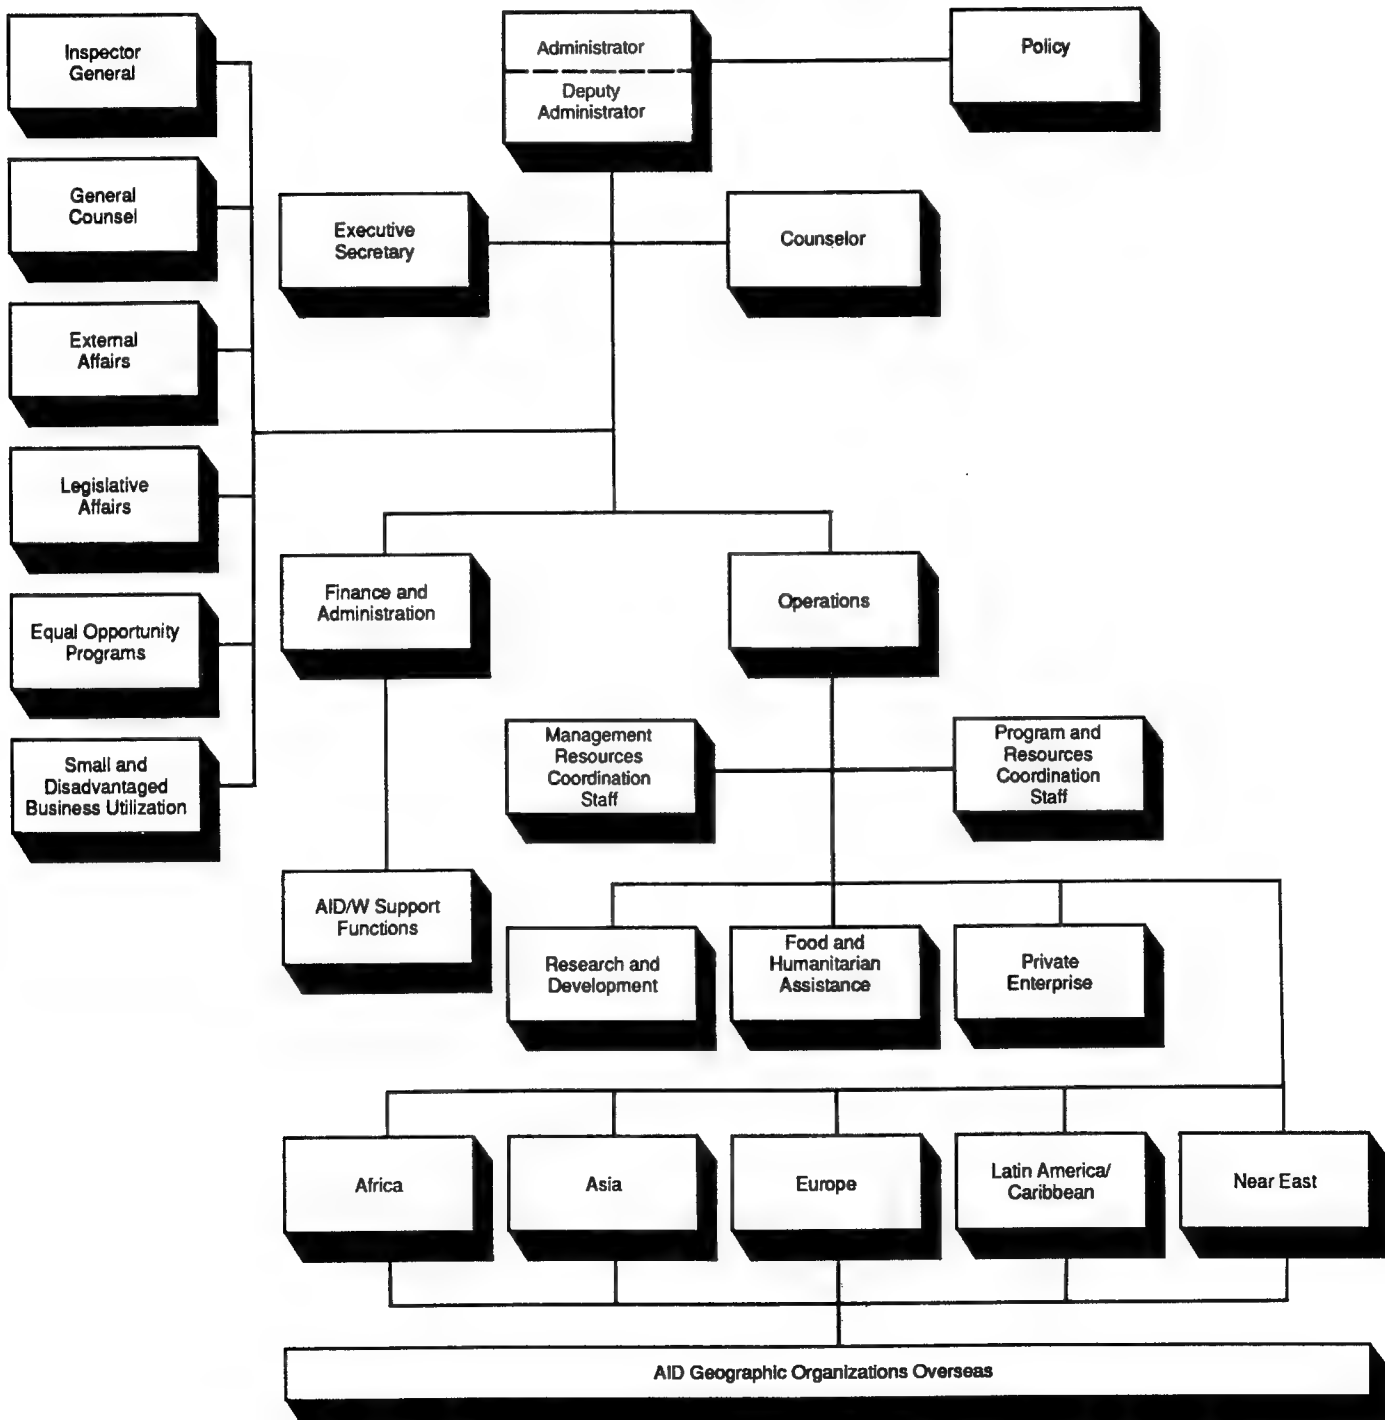 Inspector
General
Administrator
Deputy
Administrator
Policy
General
Counsel
Executive
Secretary
Counselor
External
Affairs
Legislative
Affairs
Finance and
Administration
Operations
Equal Opportunity
Programs
Small and
Disadvantaged
Business Utilization
Management
Resources
Coordination
Staff
Program and
Resources
Coordination
Staff
AID/W Support
Functions
Research and
Development
Food and
Humanitarian
Assistance
Private
Enterprise
Africa
Asia
Europe
Latin America/
Caribbean
Near East
AID Geographic Organizations Overseas